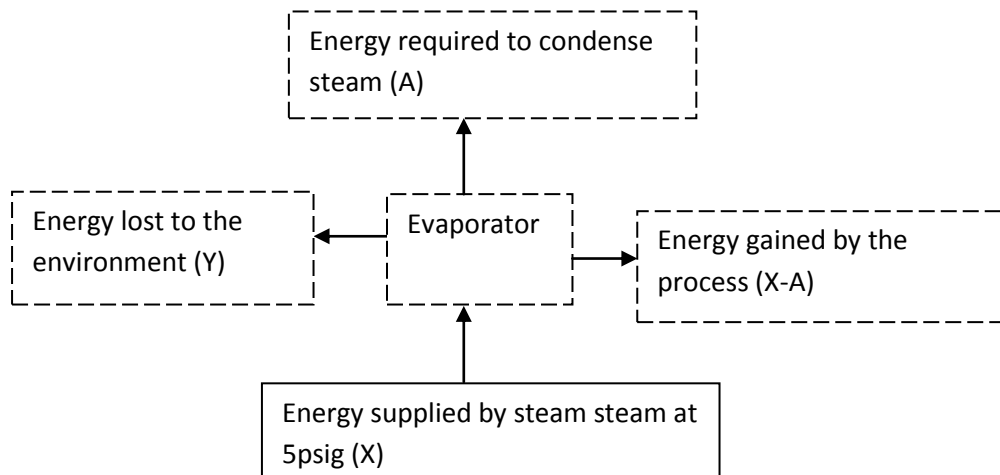 Energy required to condense
steam (A)
Energy lost to the
environment (Y)
Evaporator
Energy gained by the
process (X-A)
Energy supplied by steam steam at
5psig (X)